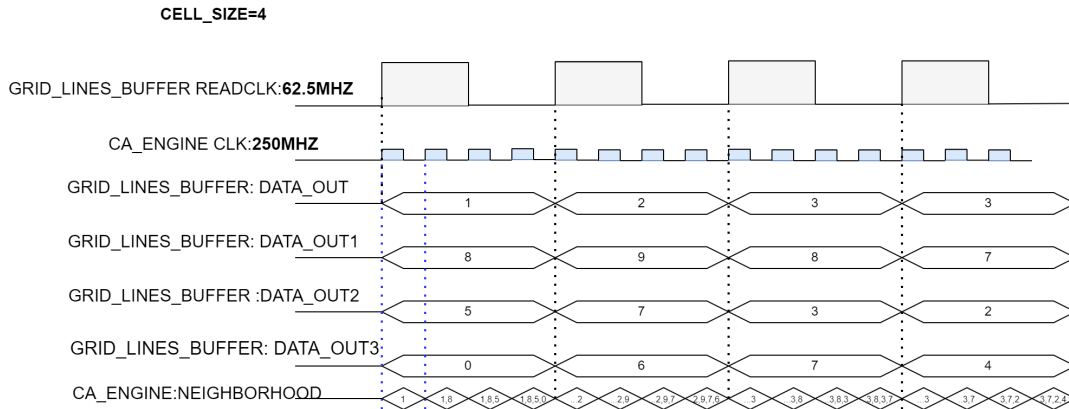 CELL_SIZE=4
GRID_LINES_BUFFER READCLK:62.5MHZ
CA_ENGINE CLK:250MHZ
GRID_LINES_BUFFER: DATA_OUT 1 2 3 3
GRID_LINES_BUFFER: DATA_OUT1 8 9 8 7
GRID_LINES_BUFFER :DATA_OUT2 5 7 3 2
GRID_LINES_BUFFER: DATA_OUT3 0 6 7 4
CA_ENGINE:NEIGHBORHOOD 1 1,8 1,8,5 1,8,5,0 ...2 2,9 2,9,7 2,9,7,6 ...3 ...3,8 3,8,3 3,8,3,7 ...3 ...3,7 3,7,2 3,7,2,4